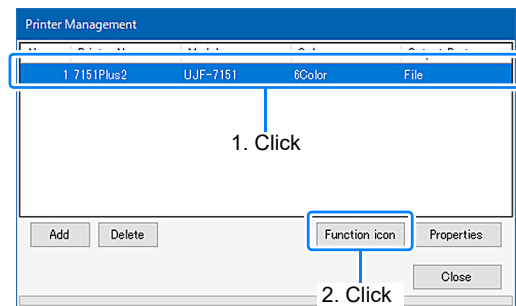 Printer Management
1 7151Plus2 UJF-7151 6Color File
1. Click
Add Delete Function icon Properties
Close
2. Click